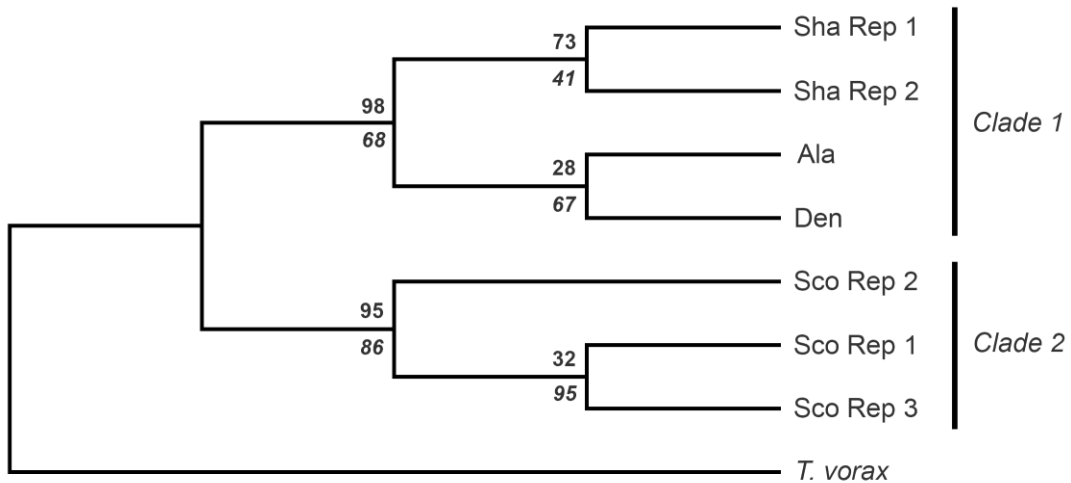 Sha Rep 1
73
41
Sha Rep 2
98
68
Clade 1
Ala
28
67
Den
Sco Rep 2
95
86
Sco Rep 1
32
95
Clade 2
Sco Rep 3
T. vorax